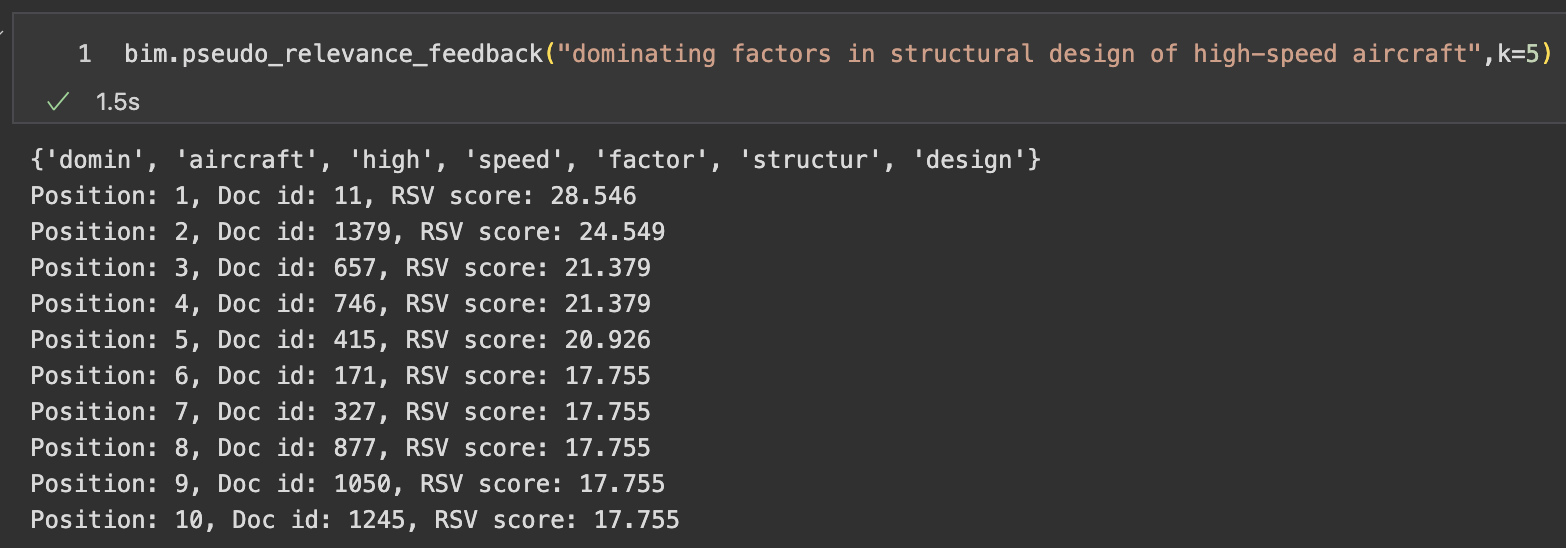 1 bim.pseudo_relevance_feedback("dominating factors in structural design of high-speed aircraft",k=5)
✓ 1.5s
{'domin', 'aircraft', 'high', 'speed', 'factor', 'structur', 'design'}
Position: 1, Doc id: 11, RSV score: 28.546
Position: 2, Doc id: 1379, RSV score: 24.549
Position: 3, Doc id: 657, RSV score: 21.379
Position: 4, Doc id: 746, RSV score: 21.379
Position: 5, Doc id: 415, RSV score: 20.926
Position: 6, Doc id: 171, RSV score: 17.755
Position: 7, Doc id: 327, RSV score: 17.755
Position: 8, Doc id: 877, RSV score: 17.755
Position: 9, Doc id: 1050, RSV score: 17.755
Position: 10, Doc id: 1245, RSV score: 17.755